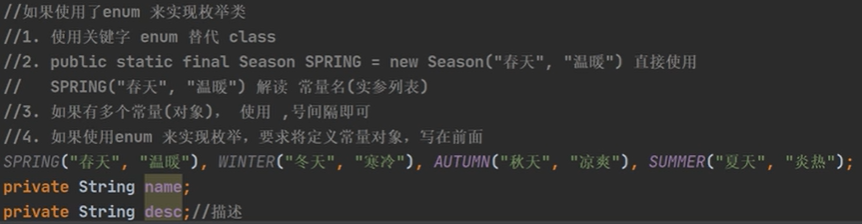 //如果使用了enum 来实现枚举类
//1. 使用关键字 enum 替代 class
//2. public static final Season SPRING = new Season("春天", "温暖") 直接使用
//   SPRING("春天", "温暖") 解读 常量名(实参列表)
//3. 如果有多个常量(对象)， 使用 ,号间隔即可
//4. 如果使用enum 来实现枚举，要求将定义常量对象，写在前面
SPRING("春天", "温暖"), WINTER("冬天", "寒冷"), AUTUMN("秋天", "凉爽"), SUMMER("夏天", "炎热");
private String name;
private String desc;//描述